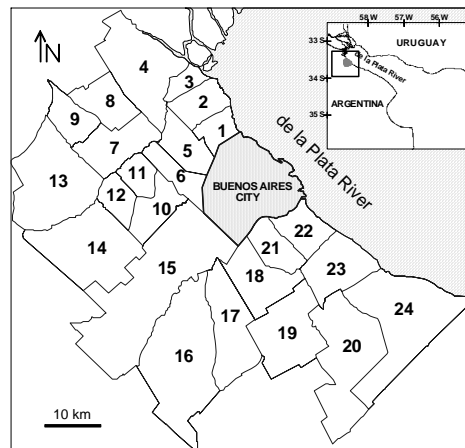 58 W 57 W 56 W
33 S
34 S
35 S
URUGUAY
de la Plata River
ARGENTINA
N
4
3
2
1
8
9
7
5
6
11
12
10
13
14
15
BUENOS AIRES
CITY
de la Plata River
22
21
18
23
24
17
19
20
16
10 km